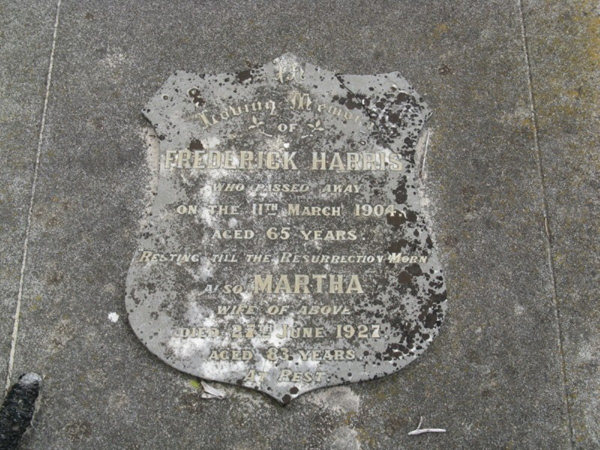 In
Loving Memory
OF
FREDERICK HARRIS
WHO PASSED AWAY
ON THE 11TH MARCH 1904.
AGED 65 YEARS.
RESTING TILL THE RESURRECTION MORN
ALSO MARTHA
WIFE OF ABOVE
DIED JUNE 1927
AGED 83 YEARS
AT REST